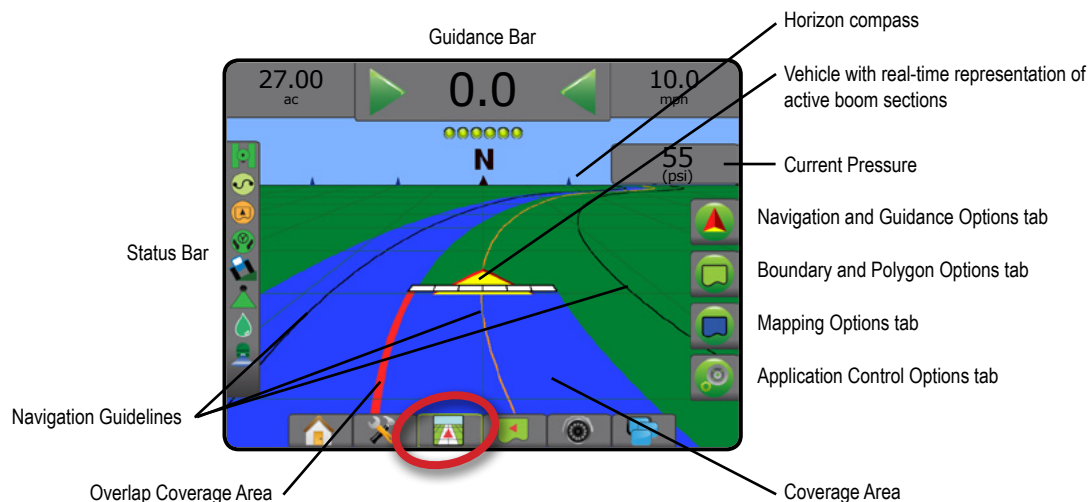 Horizon compass
Guidance Bar
Vehicle with real-time representation of
active boom sections
27.00
ac
0.0
10.0
mph
N
55
(psi)
Current Pressure
Navigation and Guidance Options tab
Status Bar
Boundary and Polygon Options tab
Mapping Options tab
Application Control Options tab
Navigation Guidelines
Overlap Coverage Area
Coverage Area